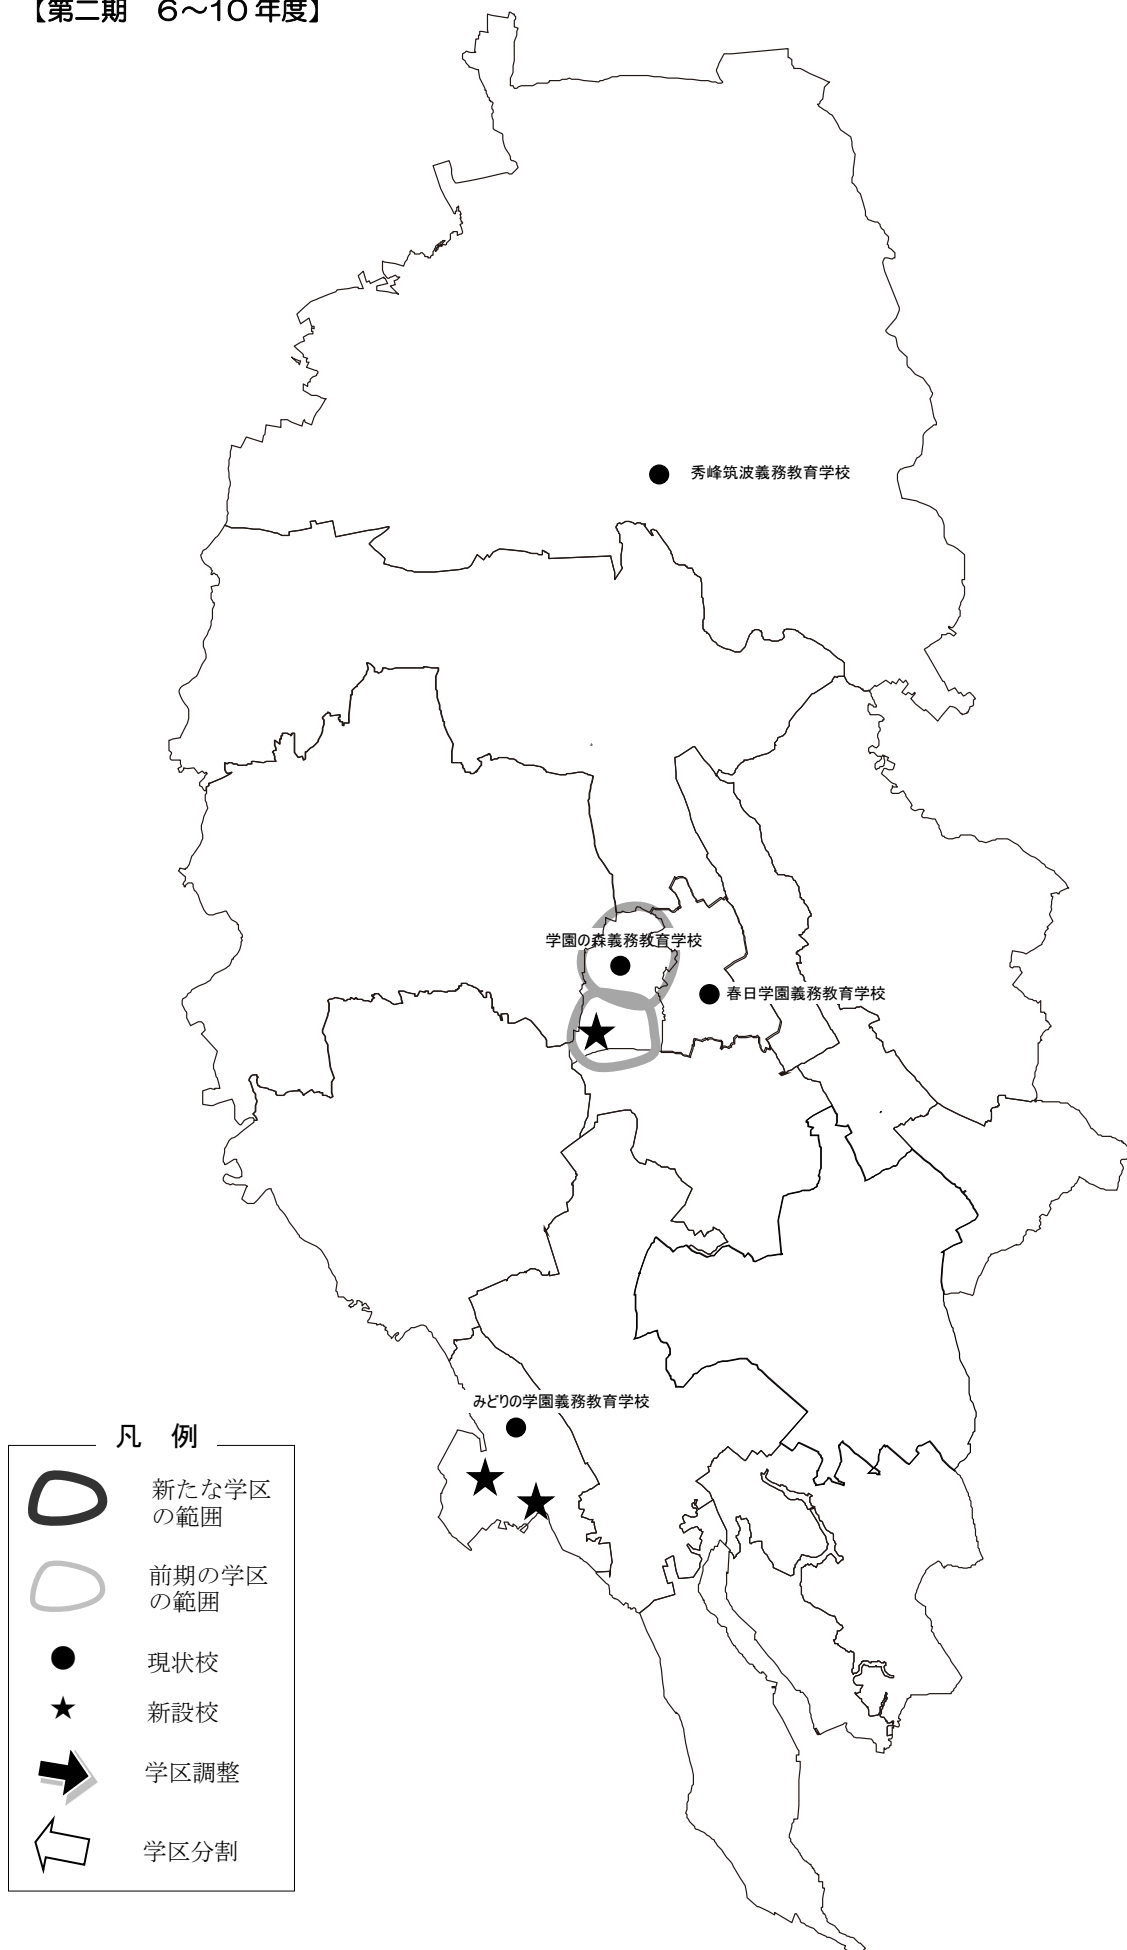 【第二期　６～10年度】
秀峰筑波義務教育学校
学園の森義務教育学校
春日学園義務教育学校
みどりの学園義務教育学校
凡　例
新たな学区
の範囲
前期の学区
の範囲
現状校
新設校
学区調整
学区分割